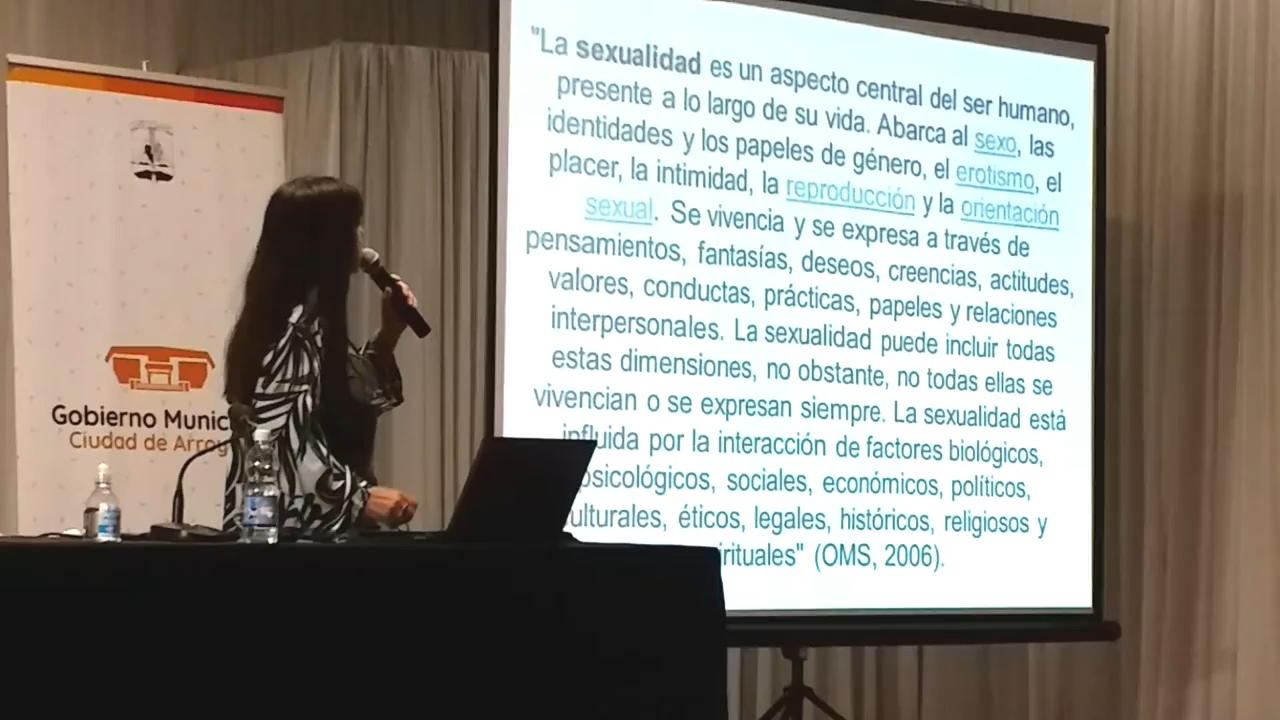 Gobierno Munic
Ciudad de Arroy
"La sexualidad es un aspecto central del ser humano,
presente a lo largo de su vida. Abarca al sexo, las
identidades y los papeles de género, el erotismo, el
placer, la intimidad, la reproducción y la orientación
sexual. Se vivencia y se expresa a través de
pensamientos, fantasías, deseos, creencias, actitudes,
valores, conductas, prácticas, papeles y relaciones
interpersonales. La sexualidad puede incluir todas
estas dimensiones, no obstante, no todas ellas se
vivencian o se expresan siempre. La sexualidad está
influida por la interacción de factores biológicos,
psicológicos, sociales, económicos, políticos,
ulturales, éticos, legales, históricos, religiosos y
rituales" (OMS, 2006).